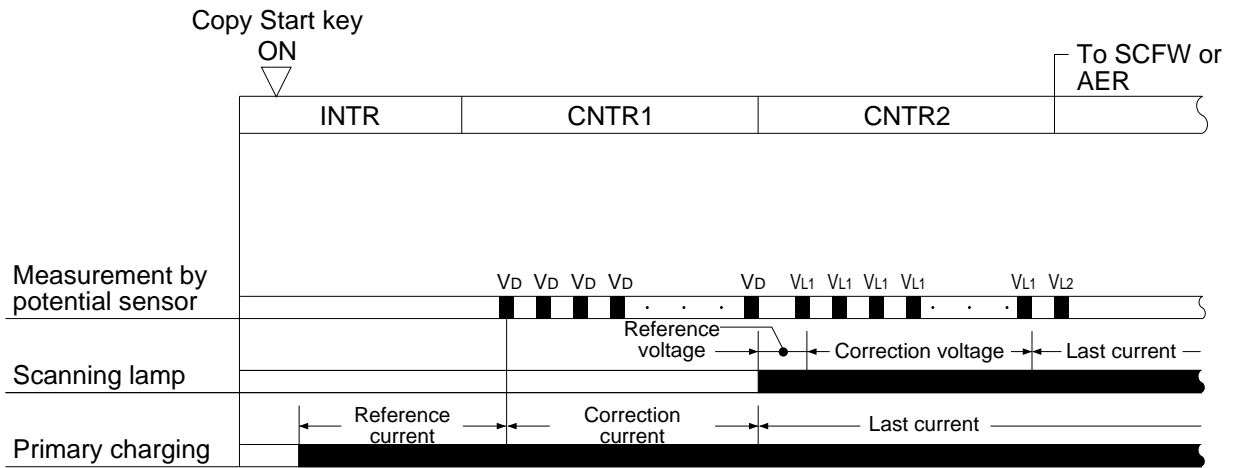 Copy Start key
ON
To SCFW or
AER
INTR CNTR1 CNTR2
Measurement by
potential sensor
VD VD VD VD VD VL1 VL1 VL1 VL1 VL1 VL2
Reference
voltage
Correction voltage
Last current
Scanning lamp
Reference
current
Correction
current
Last current
Primary charging